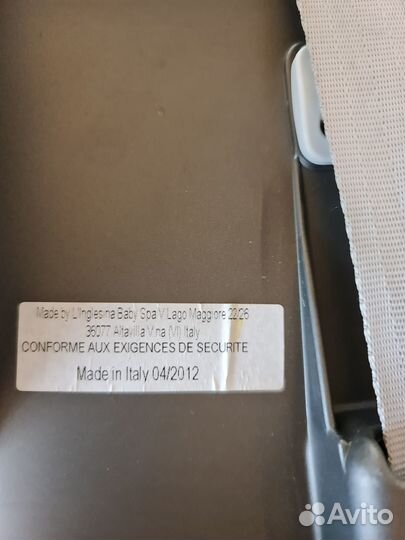 Made by L'Inglesina Baby Spa V Lago Maggiore 22/26
36077 Altavilla V.na (VI) Italy
CONFORME AUX EXIGENCES DE SECURITE
Made in Italy 04/2012
Avito